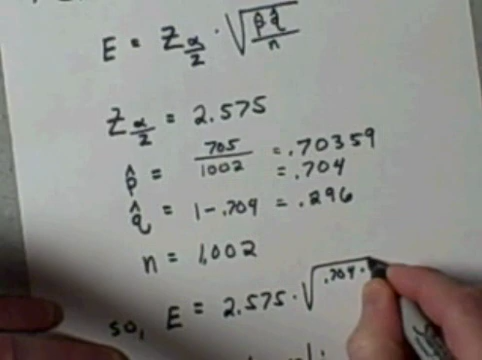 E = Z α/2 · √(p̂ q̂ / n)
Z α/2 = 2.575
p̂ = 705/1002 = .70359
= .704
q̂ = 1 - .704 = .296
n = 1,002
so, E = 2.575 · √.704 ·